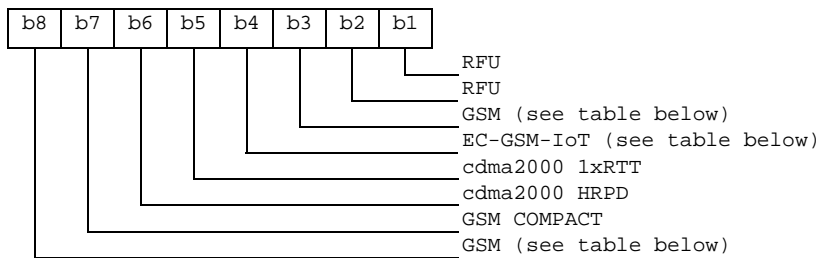 b8 b7 b6 b5 b4 b3 b2 b1
RFU
RFU
GSM (see table below)
EC-GSM-IoT (see table below)
cdma2000 1xRTT
cdma2000 HRPD
GSM COMPACT
GSM (see table below)